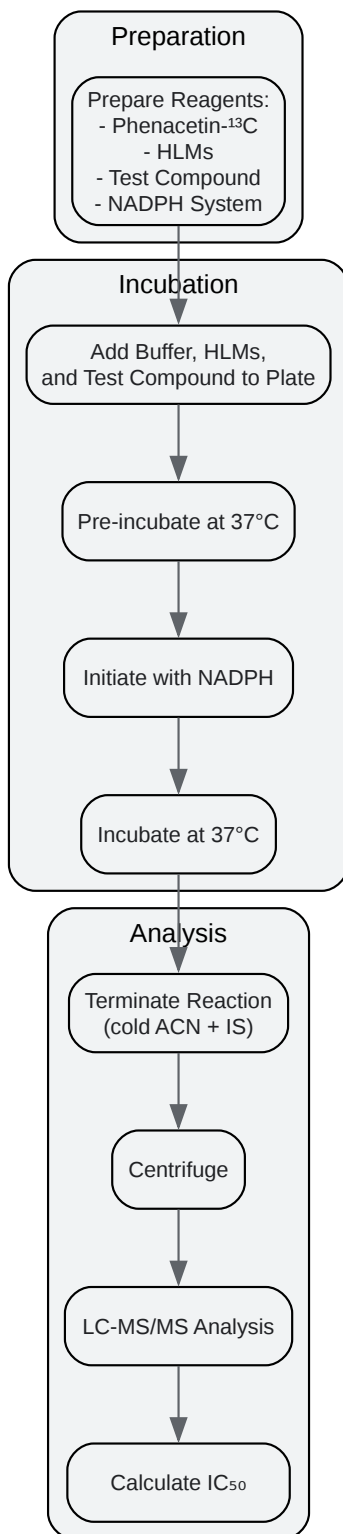 Preparation
Prepare Reagents:
- Phenacetin-¹³C
- HLMs
- Test Compound
- NADPH System
Incubation
Add Buffer, HLMs,
and Test Compound to Plate
Pre-incubate at 37°C
Initiate with NADPH
Incubate at 37°C
Analysis
Terminate Reaction
(cold ACN + IS)
Centrifuge
LC-MS/MS Analysis
Calculate IC₅₀